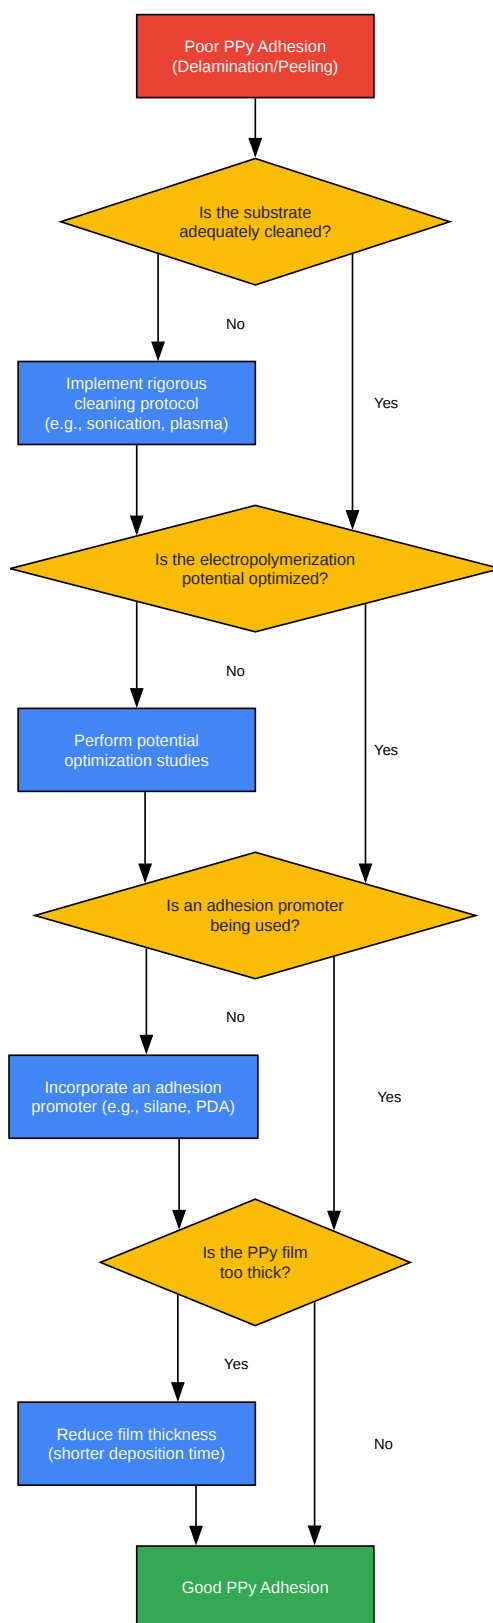 Poor PPy Adhesion
(Delamination/Peeling)
Is the substrate
adequately cleaned?
No
Implement rigorous
cleaning protocol
(e.g., sonication, plasma)
Yes
Is the electropolymerization
potential optimized?
No
Perform potential
optimization studies
Yes
Is an adhesion promoter
being used?
No
Incorporate an adhesion
promoter (e.g., silane, PDA)
Yes
Is the PPy film
too thick?
Yes
Reduce film thickness
(shorter deposition time)
No
Good PPy Adhesion